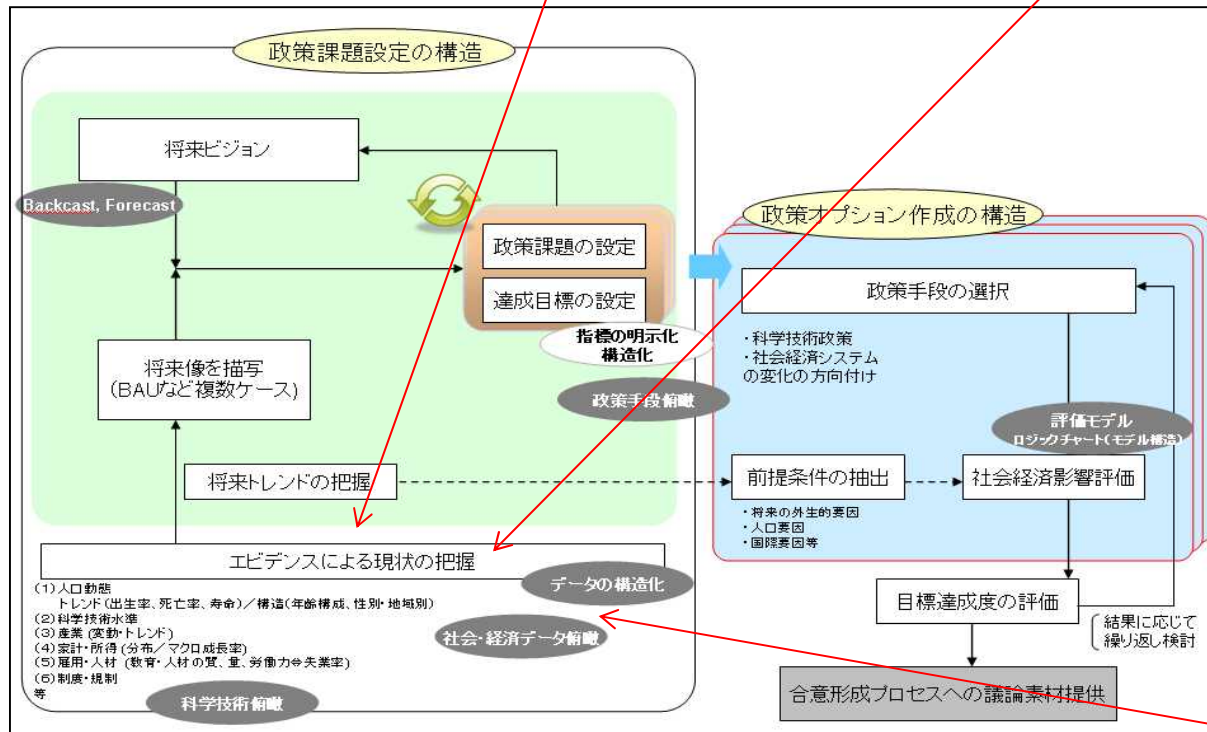 政策課題設定の構造
将来ビジョン
Backcast, Forecast
政策課題の設定
達成目標の設定
指標の明示化
構造化
将来像を描写
(BAUなど複数ケース)
政策手段俯瞰
将来トレンドの把握
エビデンスによる現状の把握
データの構造化
(1)人口動態
トレンド(出生率、死亡率、寿命)/構造(年齢構成、性別・地域別)
(2)科学技術水準
(3)産業(変動・トレンド)
(4)家計・所得(分布/マクロ成長率)
(5)雇用・人材(教育・人材の質、量、労働力⇔失業率)
(6)制度・規制
等
社会・経済データ俯瞰
科学技術俯瞰
政策オプション作成の構造
政策手段の選択
・科学技術政策
・社会経済システム
の変化の方向付け
評価モデル
ロジックチャート(モデル構造)
前提条件の抽出
社会経済影響評価
・将来の外生的要因
・人口要因
・国際要因等
目標達成度の評価
結果に応じて
繰り返し検討
合意形成プロセスへの議論素材提供